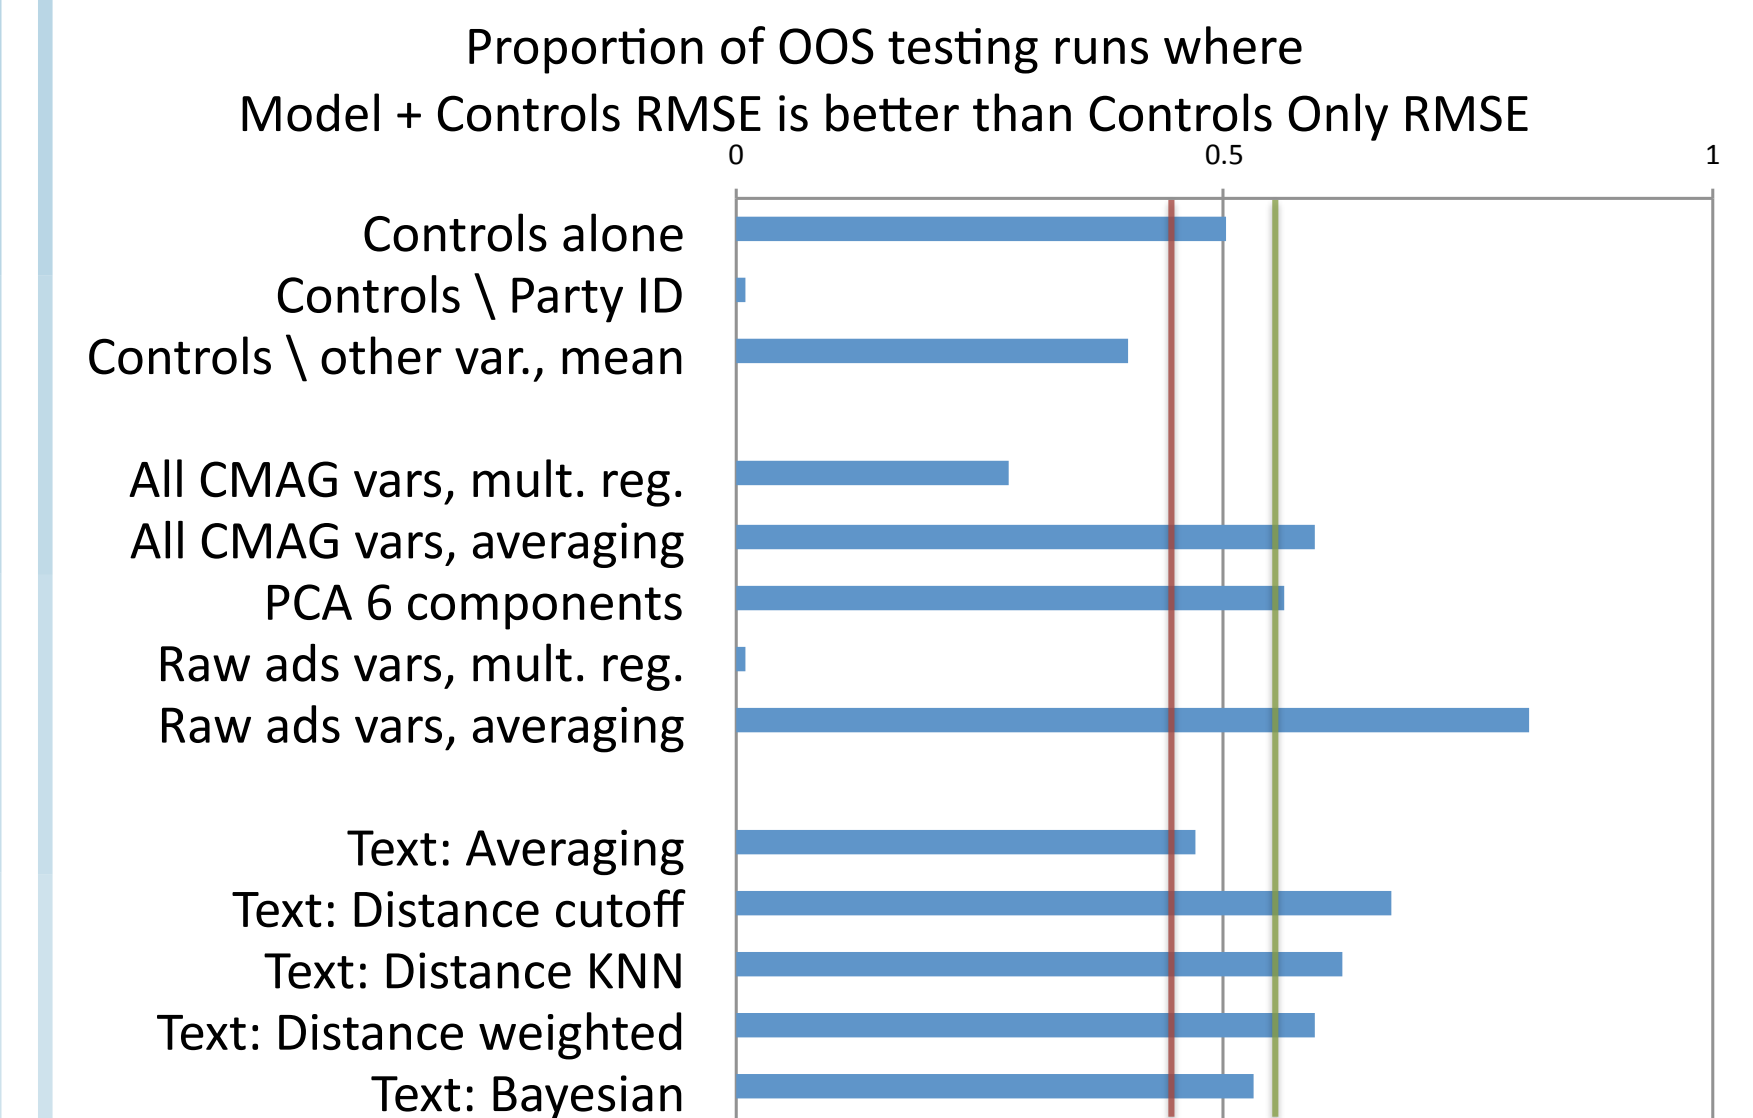 Proportion of OOS testing runs where
Model + Controls RMSE is better than Controls Only RMSE
0 0.5 1
Controls alone
Controls \ Party ID
Controls \ other var., mean
All CMAG vars, mult. reg.
All CMAG vars, averaging
PCA 6 components
Raw ads vars, mult. reg.
Raw ads vars, averaging
Text: Averaging
Text: Distance cutoff
Text: Distance KNN
Text: Distance weighted
Text: Bayesian